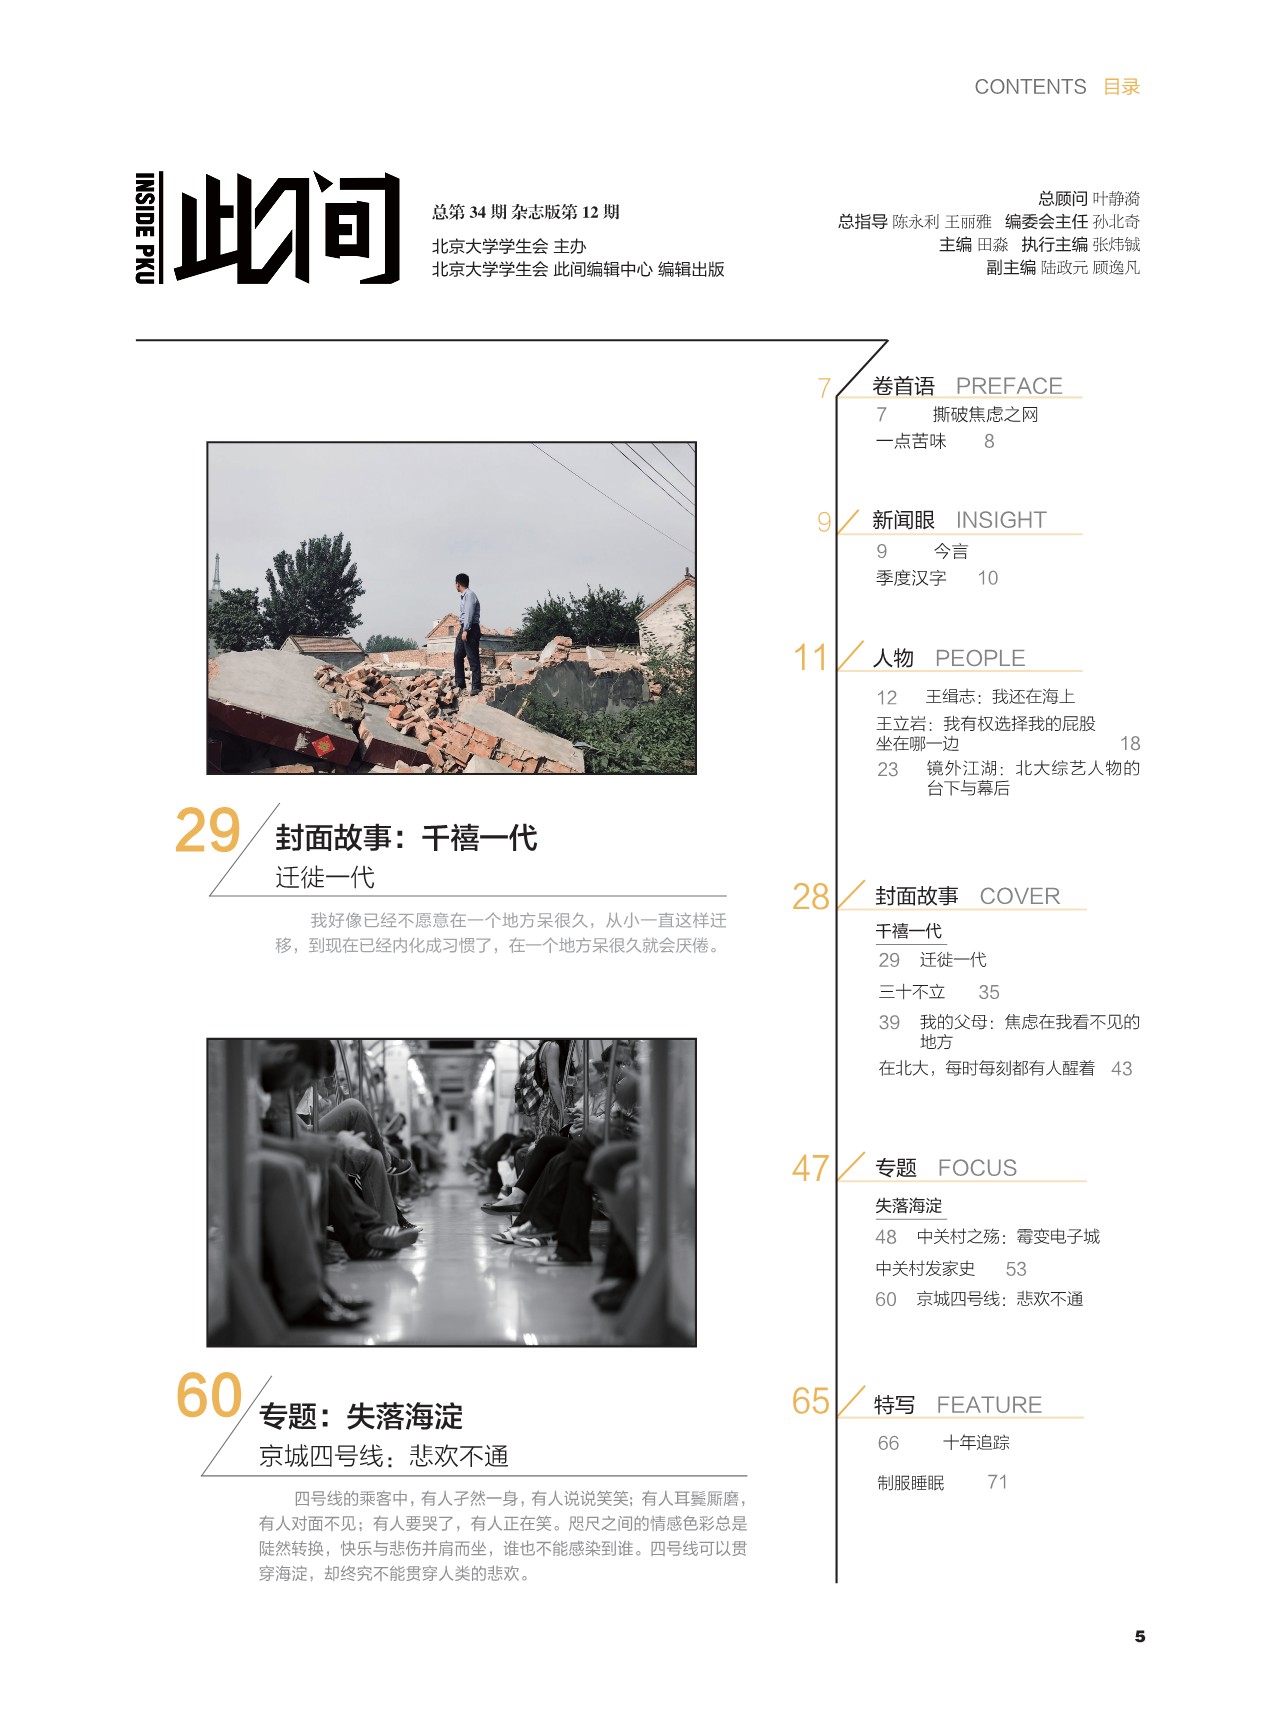 CONTENTS 目录
INSIDE PKU
此间
总第 34 期 杂志版第 12 期
北京大学学生会 主办
北京大学学生会 此间编辑中心 编辑出版
总顾问 叶静漪
总指导 陈永利 王丽雅 编委会主任 孙北奇
主编 田淼 执行主编 张炜铖
副主编 陆政元 顾逸凡
29
封面故事：千禧一代
迁徙一代
我好像已经不愿意在一个地方呆很久，从小一直这样迁
移，到现在已经内化成习惯了，在一个地方呆很久就会厌倦。
60
专题：失落海淀
京城四号线：悲欢不通
四号线的乘客中，有人孑然一身，有人说说笑笑；有人耳鬓厮磨，
有人对面不见；有人要哭了，有人正在笑。咫尺之间的情感色彩总是
陡然转换，快乐与悲伤并肩而坐，谁也不能感染到谁。四号线可以贯
穿海淀，却终究不能贯穿人类的悲欢。
7 卷首语 PREFACE
7 撕破焦虑之网
一点苦味 8
9 新闻眼 INSIGHT
9 今言
季度汉字 10
11 人物 PEOPLE
12 王缉志：我还在海上
王立岩：我有权选择我的屁股
坐在哪一边 18
23 镜外江湖：北大综艺人物的
台下与幕后
28 封面故事 COVER
千禧一代
29 迁徙一代
三十不立 35
39 我的父母：焦虑在我看不见的
地方
在北大，每时每刻都有人醒着 43
47 专题 FOCUS
失落海淀
48 中关村之殇：霉变电子城
中关村发家史 53
60 京城四号线：悲欢不通
65 特写 FEATURE
66 十年追踪
制服睡眠 71
5